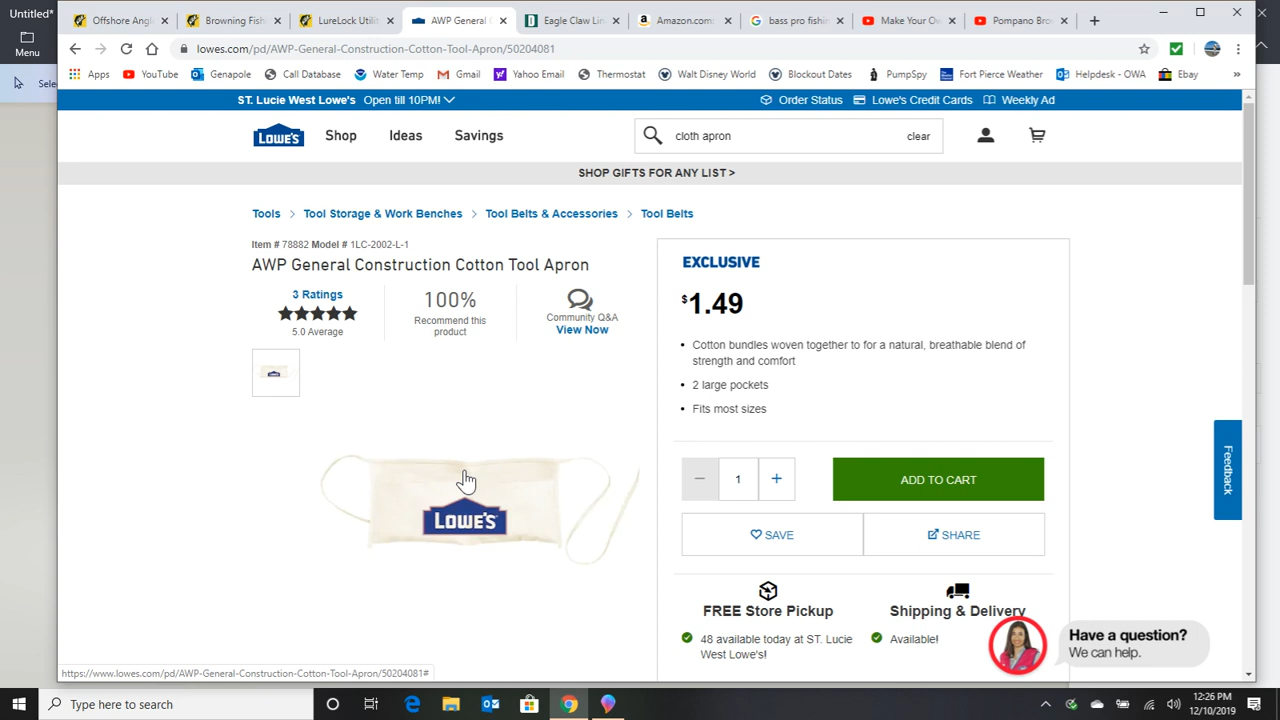 Untitled*
Offshore Angl
Browning Fish
LureLock Utilit
AWP General C
Eagle Claw Lin
Amazon.com:
bass pro fishin
Make Your Ow
Pompano Bro
Menu
lowes.com/pd/AWP-General-Construction-Cotton-Tool-Apron/50204081
Sele
Apps
YouTube
Genapole
Call Database
Water Temp
Gmail
Yahoo Email
Thermostat
Walt Disney World
Blockout Dates
PumpSpy
Fort Pierce Weather
Helpdesk - OWA
Ebay
»
ST. Lucie West Lowe's Open till 10PM!
Order Status
Lowe's Credit Cards
Weekly Ad
LOWE'S
Shop
Ideas
Savings
cloth apron
clear
SHOP GIFTS FOR ANY LIST >
Tools > Tool Storage & Work Benches > Tool Belts & Accessories > Tool Belts
Item # 78882 Model # 1LC-2002-L-1
AWP General Construction Cotton Tool Apron
3 Ratings
5.0 Average
100%
Recommend this
product
Community Q&A
View Now
LOWE'S
EXCLUSIVE
$1.49
• Cotton bundles woven together to for a natural, breathable blend of
strength and comfort
• 2 large pockets
• Fits most sizes
− 1 +
ADD TO CART
SAVE
SHARE
FREE Store Pickup
48 available today at ST. Lucie
West Lowe's!
Shipping & Delivery
Available!
Feedback
Have a question?
We can help.
https://www.lowes.com/pd/AWP-General-Construction-Cotton-Tool-Apron/50204081#
Type here to search
12:26 PM
12/10/2019